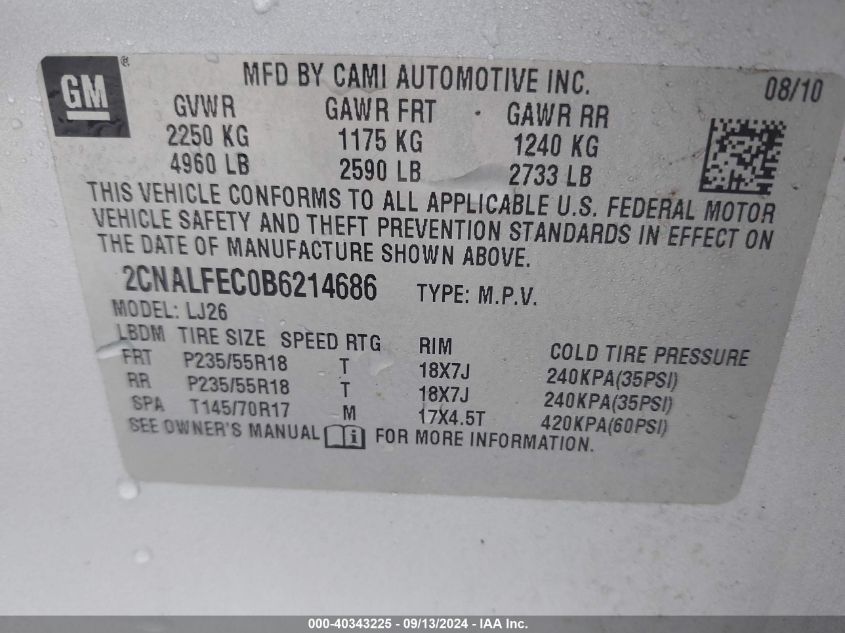 GM ®
MFD BY CAMI AUTOMOTIVE INC. 08/10
GVWR GAWR FRT GAWR RR
2250 KG 1175 KG 1240 KG
4960 LB 2590 LB 2733 LB
THIS VEHICLE CONFORMS TO ALL APPLICABLE U.S. FEDERAL MOTOR
VEHICLE SAFETY AND THEFT PREVENTION STANDARDS IN EFFECT ON
THE DATE OF MANUFACTURE SHOWN ABOVE.
2CNALFEC0B6214686 TYPE: M.P.V.
MODEL: LJ26
LBDM TIRE SIZE SPEED RTG RIM COLD TIRE PRESSURE
FRT P235/55R18 T 18X7J 240KPA(35PSI)
RR P235/55R18 T 18X7J 240KPA(35PSI)
SPA T145/70R17 M 17X4.5T 420KPA(60PSI)
SEE OWNER'S MANUAL i FOR MORE INFORMATION.
000-40343225 - 09/13/2024 - IAA Inc.